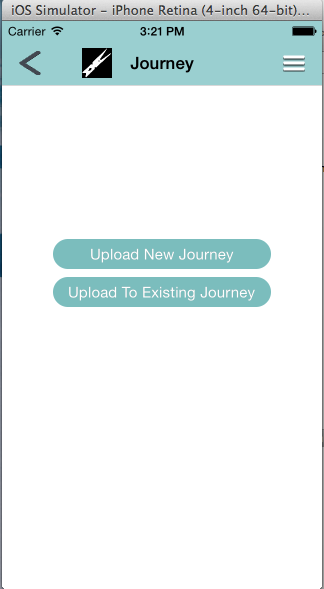 iOS Simulator - iPhone Retina (4-inch 64-bit)...
Carrier 3:21 PM
Journey
Upload New Journey
Upload To Existing Journey